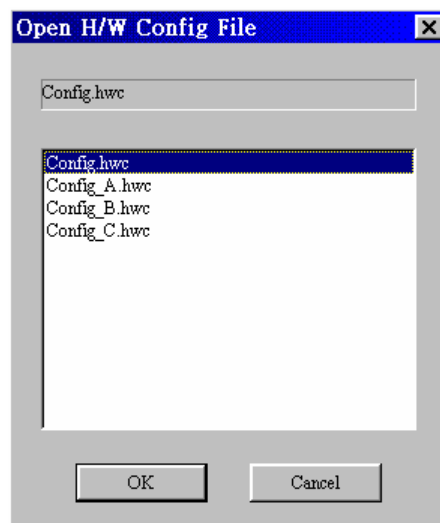 Open H/W Config File
Config.hwc
Config.hwc
Config_A.hwc
Config_B.hwc
Config_C.hwc
OK Cancel